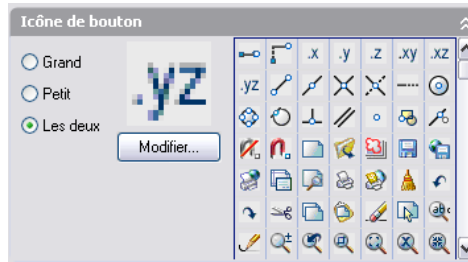 Icône de bouton
Grand
Petit
Les deux
.yz
Modifier...
.x .y .z .xy .xz
.yz